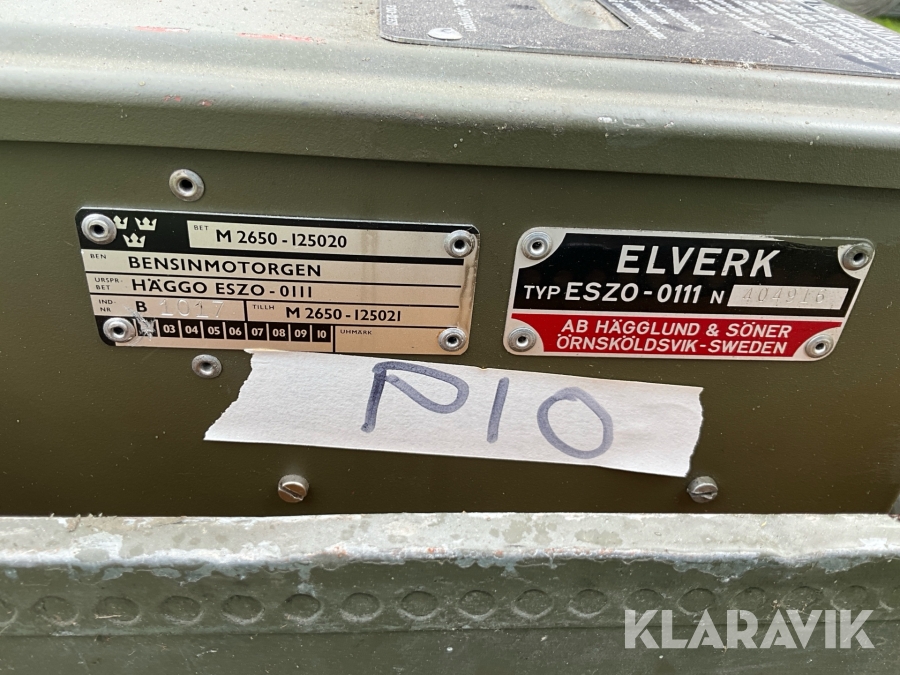 BET M 2650-125020
BEN BENSINMOTORGEN
URSPR-BET HÄGGO ESZO-0111
IND-NR B 1017 TILLH M 2650-125021
03 04 05 06 07 08 09 10 UHMÄRK
ELVERK
TYP ESZO-0111 N
AB HÄGGLUND & SÖNER
ÖRNSKÖLDSVIK-SWEDEN
P10
KLARAVIK